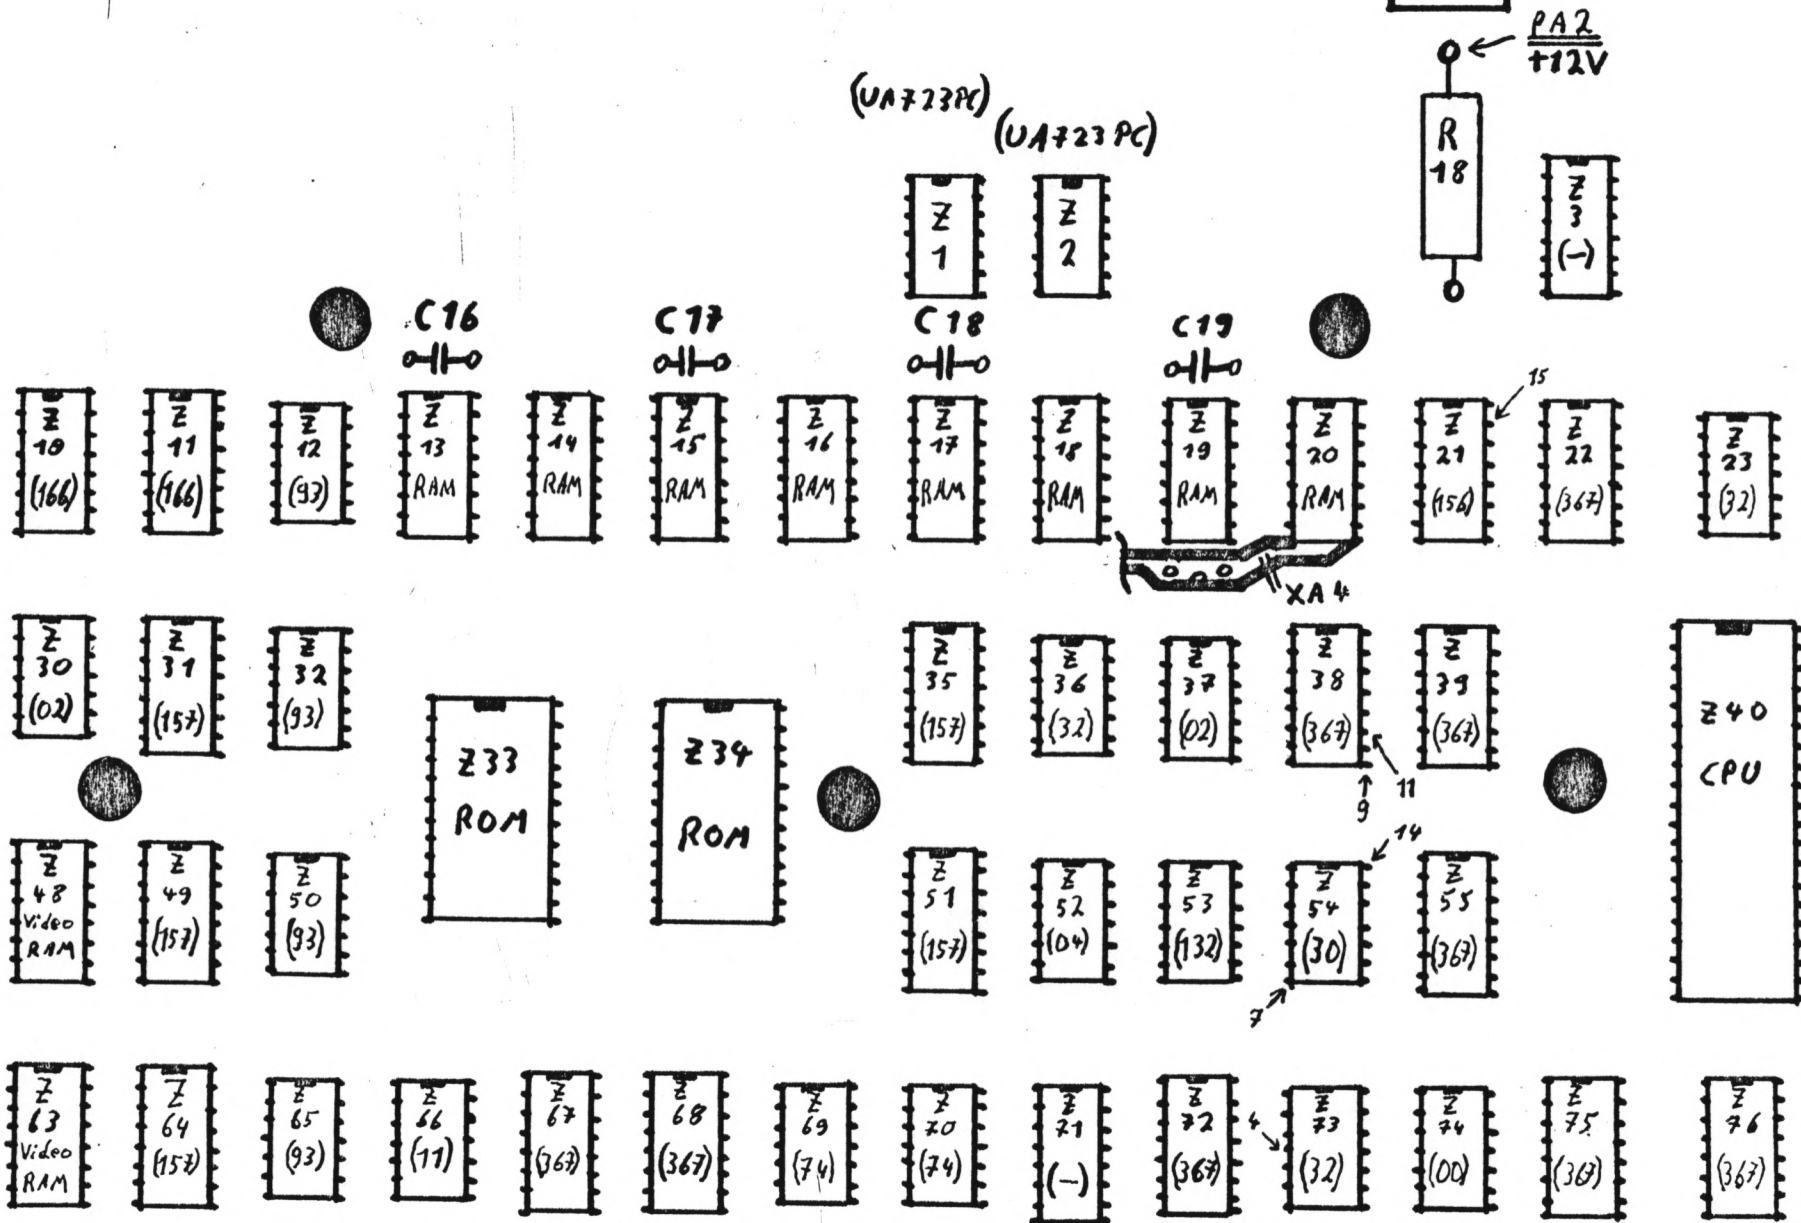 PA2
+12V
(UA723PC)
(UA723PC)
R
18
Z
1
Z
2
Z
3
(-)
C16
C17
C18
C19
15
Z
10
(166)
Z
11
(166)
Z
12
(93)
Z
13
RAM
Z
14
RAM
Z
15
RAM
Z
16
RAM
Z
17
RAM
Z
18
RAM
Z
19
RAM
Z
20
RAM
Z
21
(156)
Z
22
(367)
Z
23
(32)
XA4
Z
30
(02)
Z
31
(157)
Z
32
(93)
Z33
ROM
Z34
ROM
Z
35
(157)
Z
36
(32)
Z
37
(02)
Z
38
(367)
Z
39
(367)
Z40
CPU
11
9
14
Z
48
Video
RAM
Z
49
(157)
Z
50
(93)
Z
51
(157)
Z
52
(04)
Z
53
(132)
Z
54
(30)
Z
55
(367)
7
Z
63
Video
RAM
Z
64
(157)
Z
65
(93)
Z
66
(11)
Z
67
(367)
Z
68
(367)
Z
69
(74)
Z
70
(74)
Z
71
(-)
Z
72
(367)
4
Z
73
(32)
Z
74
(00)
Z
75
(367)
Z
76
(367)